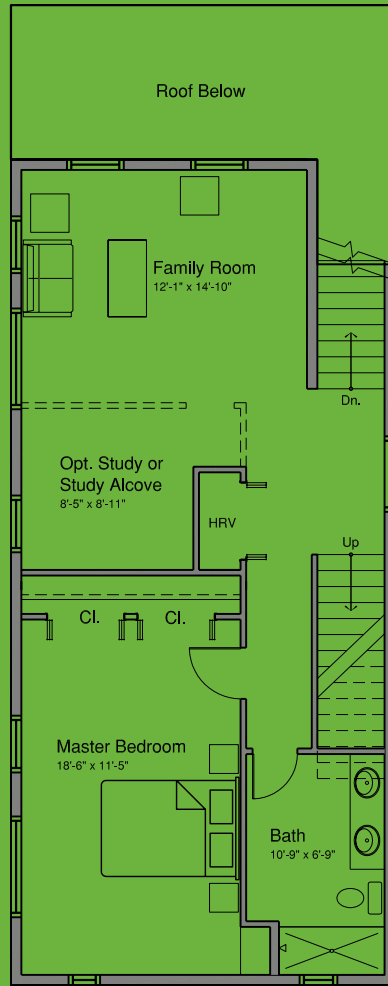 Roof Below
Family Room
12'-1" x 14'-10"
Dn.
Opt. Study or
Study Alcove
8'-5" x 8'-11"
HRV
Up
Cl.
Cl.
Master Bedroom
18'-6" x 11'-5"
Bath
10'-9" x 6'-9"